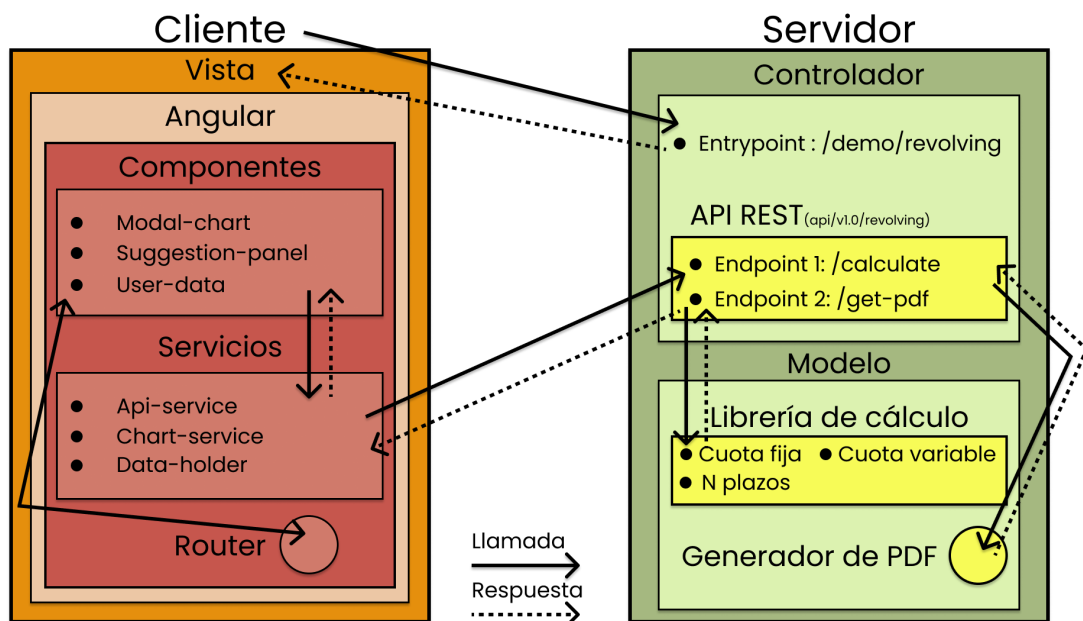 Cliente
Vista
Angular
Componentes
Modal-chart
Suggestion-panel
User-data
Servicios
Api-service
Chart-service
Data-holder
Router
Llamada
Respuesta
Servidor
Controlador
Entrypoint : /demo/revolving
API REST(api/v1.0/revolving)
Endpoint 1: /calculate
Endpoint 2: /get-pdf
Modelo
Librería de cálculo
Cuota fija Cuota variable
N plazos
Generador de PDF